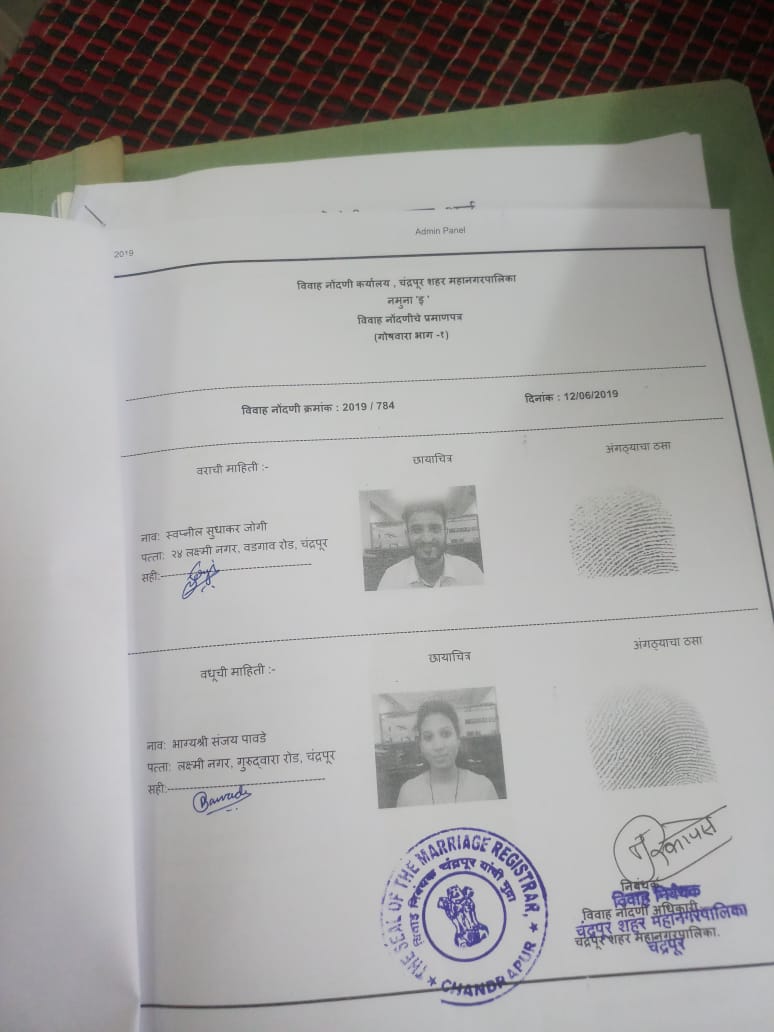 Admin Panel
2019
विवाह नोंदणी कर्यालय , चंद्रपूर शहर महानगरपालिका
नमुना 'इ '
विवाह नोंदणीचे प्रमाणपत्र
(गोषवारा भाग -१)
विवाह नोंदणी क्रमांक : 2019 / 784
दिनांक : 12/06/2019
वराची माहिती :-
छायाचित्र
अंगठ्याचा ठसा
नाव: स्वप्नील सुधाकर जोगी
पत्ता: २४ लक्ष्मी नगर, वडगाव रोड, चंद्रपूर
सही:
वधूची माहिती :-
छायाचित्र
अंगठ्याचा ठसा
नाव: भाग्यश्री संजय पावडे
पत्ता: लक्ष्मी नगर, गुरुद्वारा रोड, चंद्रपूर
सही:
THE SEAL OF THE MARRIAGE REGISTRAR,
निबंधक चंद्रपूर यांची मुद्रा
★ CHANDRAPUR ★
निबंधक
विवाह निबंधक
विवाह नोंदणी अधिकारी
चंद्रपूर शहर महानगरपालिका
चंद्रपूर शहर महानगरपालिका.
चंद्रपूर